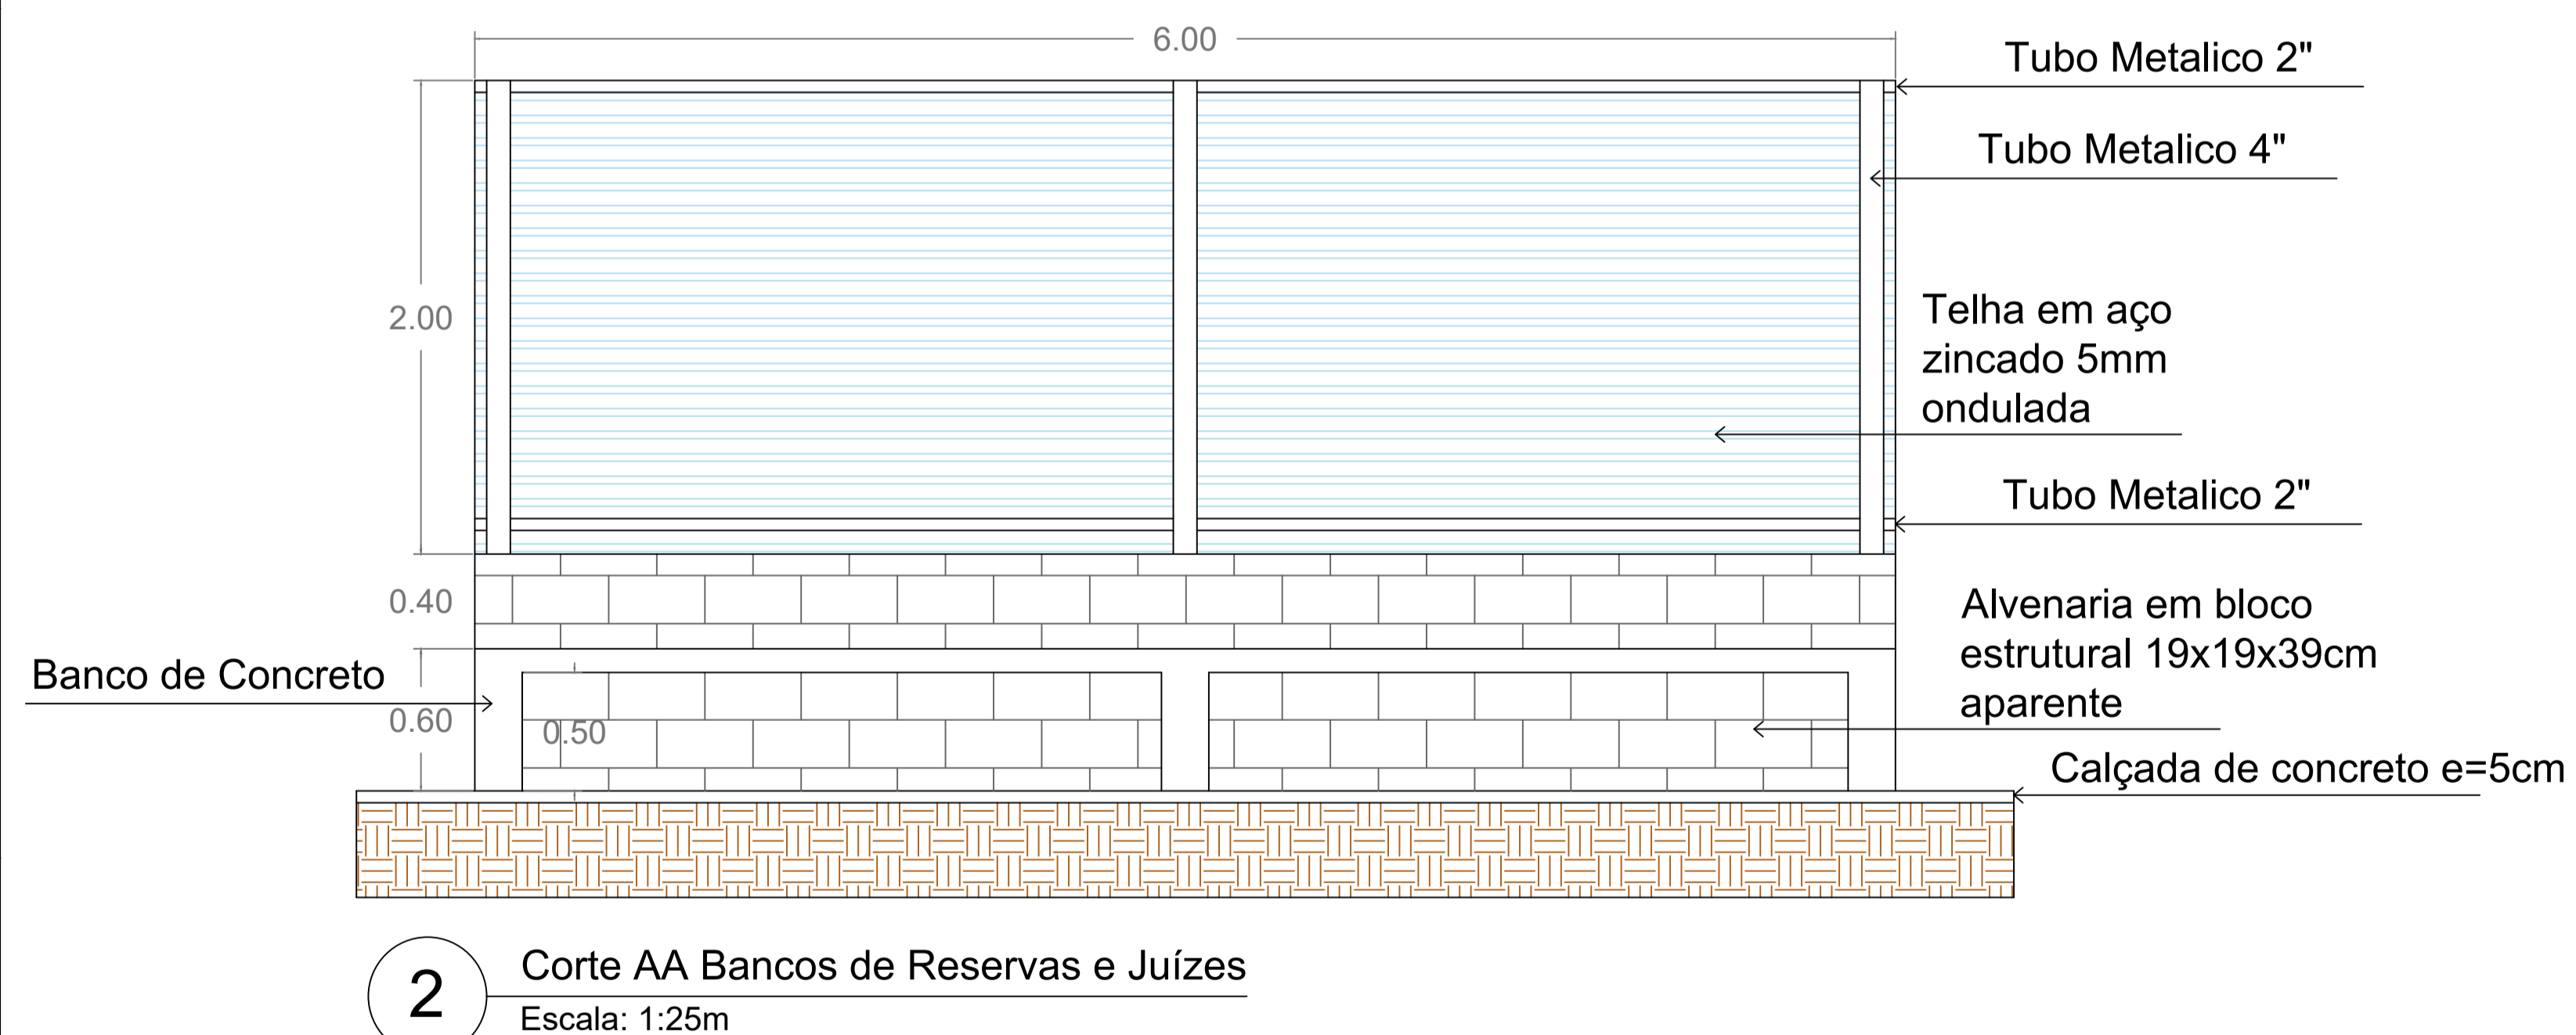 6.00
Tubo Metalico 2"
Tubo Metalico 4"
2.00
Telha em aço
zincado 5mm
ondulada
Tubo Metalico 2"
0.40
Alvenaria em bloco
estrutural 19x19x39cm
aparente
Banco de Concreto
0.60
0.50
Calçada de concreto e=5cm
2
Corte AA Bancos de Reservas e Juízes
Escala: 1:25m